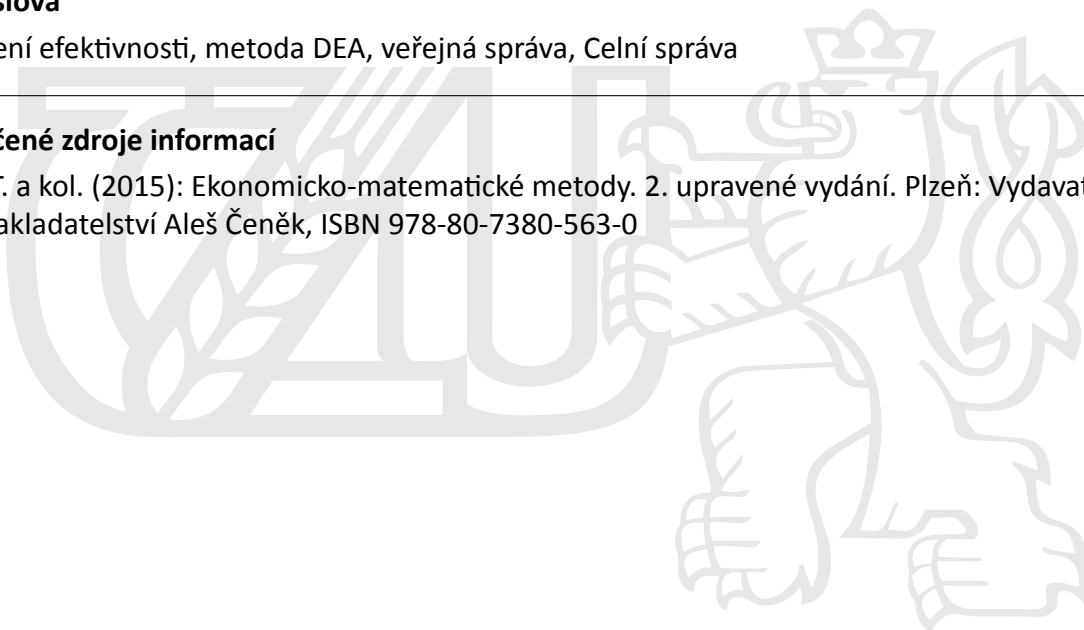 slova
ení efektivnosti, metoda DEA, veřejná správa, Celní správa
čené zdroje informací
T. a kol. (2015): Ekonomicko-matematické metody. 2. upravené vydání. Plzeň: Vydavat
akladatelství Aleš Čeněk, ISBN 978-80-7380-563-0